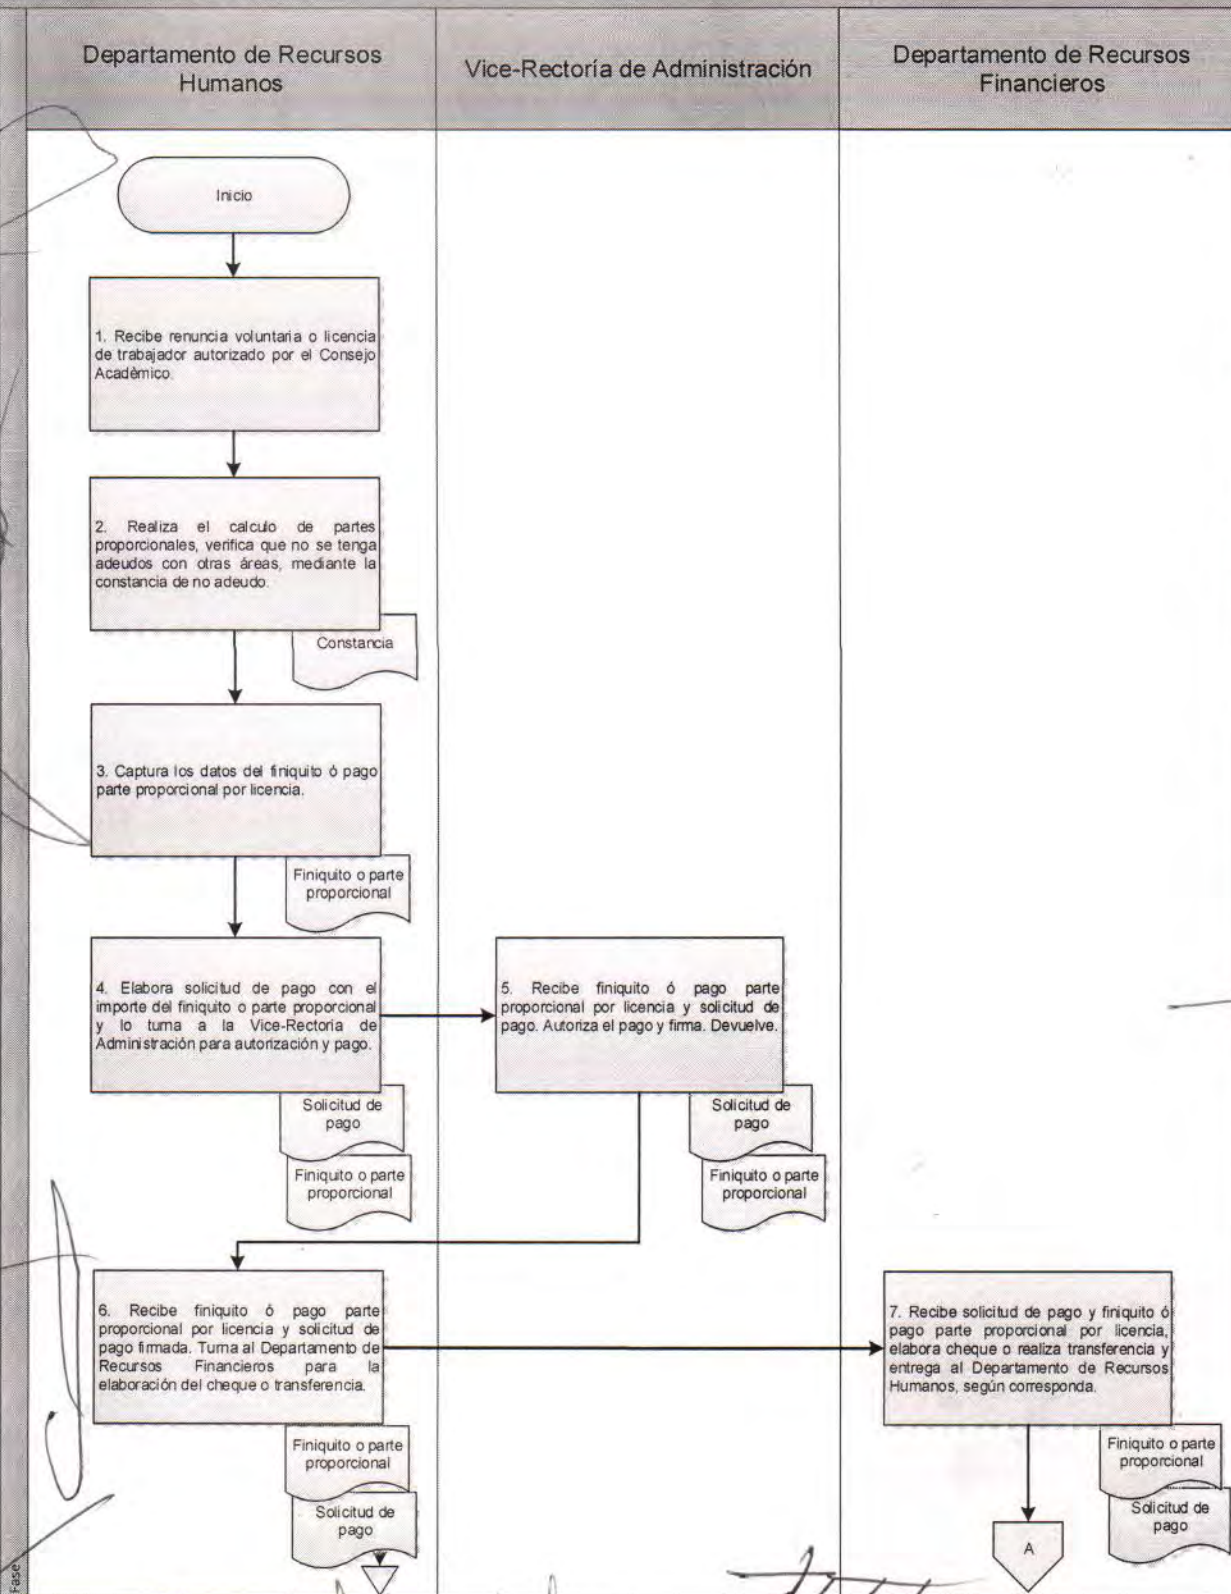 Departamento de Recursos
Humanos
Vice-Rectoría de Administración
Departamento de Recursos
Financieros
Inicio
1. Recibe renuncia voluntaria o licencia
de trabajador autorizado por el Consejo
Acadèmico.
2. Realiza el calculo de partes
proporcionales, verifica que no se tenga
adeudos con otras áreas, mediante la
constancia de no adeudo.
Constancia
3. Captura los datos del finiquito ó pago
parte proporcional por licencia.
Finiquito o parte
proporcional
4. Elabora solicitud de pago con el
importe del finiquito o parte proporcional
y lo turna a la Vice-Rectoría de
Administración para autorización y pago.
Solicitud de
pago
Finiquito o parte
proporcional
5. Recibe finiquito ó pago parte
proporcional por licencia y solicitud de
pago. Autoriza el pago y firma. Devuelve.
Solicitud de
pago
Finiquito o parte
proporcional
6. Recibe finiquito ó pago parte
proporcional por licencia y solicitud de
pago firmada. Turna al Departamento de
Recursos Financieros para la
elaboración del cheque o transferencia.
Finiquito o parte
proporcional
Solicitud de
pago
7. Recibe solicitud de pago y finiquito ó
pago parte proporcional por licencia,
elabora cheque o realiza transferencia y
entrega al Departamento de Recursos
Humanos, según corresponda.
Finiquito o parte
proporcional
Solicitud de
pago
A
Fase